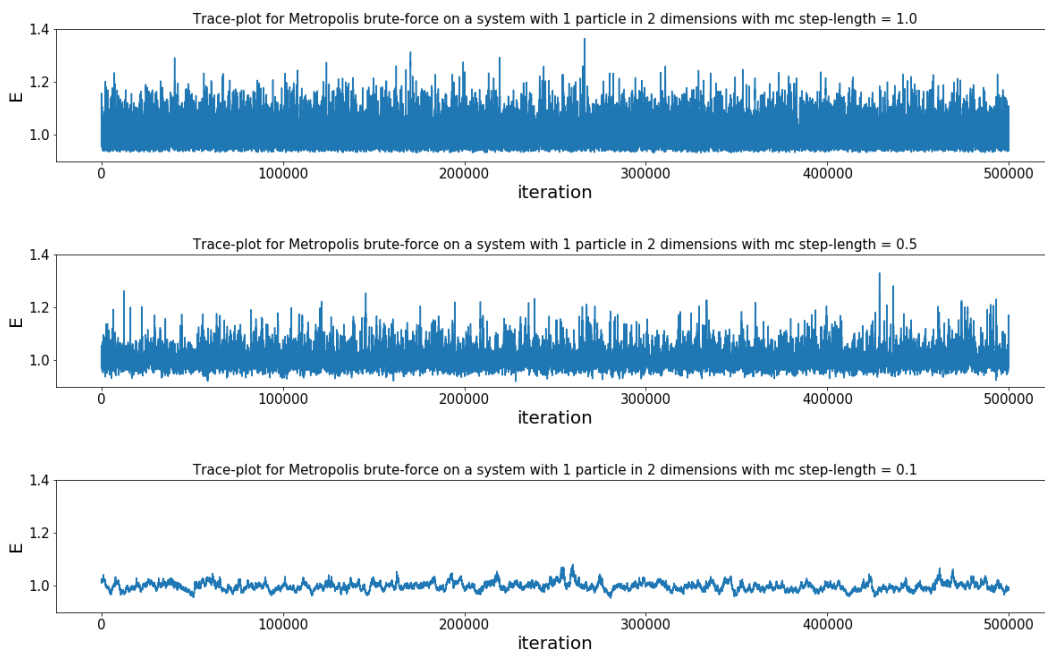 Trace-plot for Metropolis brute-force on a system with 1 particle in 2 dimensions with mc step-length = 1.0
1.4
1.2
1.0
E
0 100000 200000 300000 400000 500000
iteration
Trace-plot for Metropolis brute-force on a system with 1 particle in 2 dimensions with mc step-length = 0.5
1.4
1.2
1.0
E
0 100000 200000 300000 400000 500000
iteration
Trace-plot for Metropolis brute-force on a system with 1 particle in 2 dimensions with mc step-length = 0.1
1.4
1.2
1.0
E
0 100000 200000 300000 400000 500000
iteration